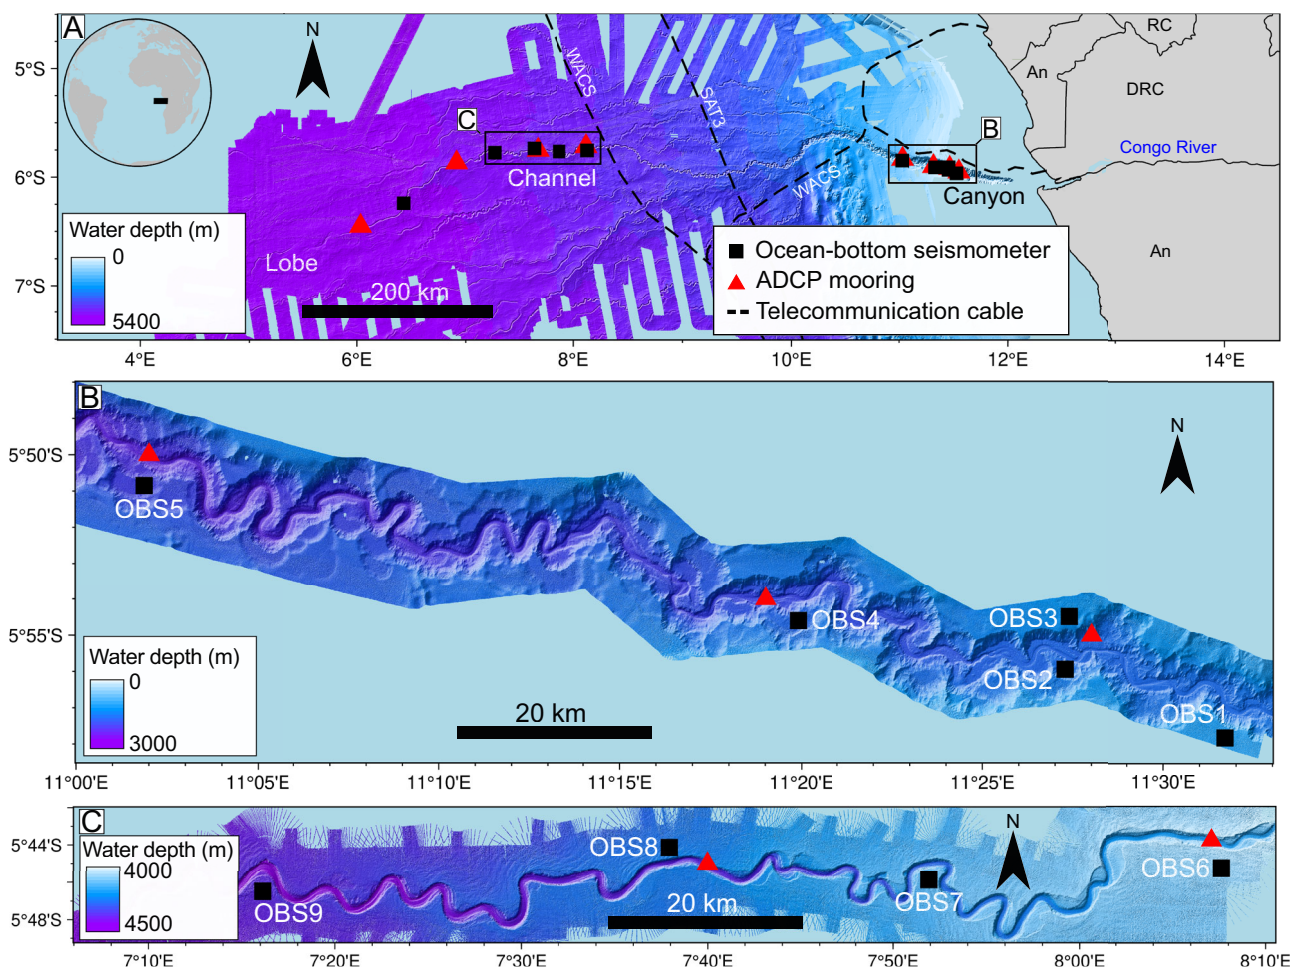 A
N
WACS
SAT3
RC
An
DRC
5°S
C
B
Congo River
6°S
Channel
WACS
Canyon
Water depth (m)
0
5400
Lobe
An
Ocean-bottom seismometer
ADCP mooring
Telecommunication cable
7°S
200 km
4°E 6°E 8°E 10°E 12°E 14°E
B
N
5°50'S
OBS5
OBS4
OBS3
5°55'S
OBS2
OBS1
Water depth (m)
0
3000
20 km
11°00'E 11°05'E 11°10'E 11°15'E 11°20'E 11°25'E 11°30'E
C
N
5°44'S
Water depth (m)
4000
4500
OBS8
OBS6
OBS7
OBS9
20 km
5°48'S
7°10'E 7°20'E 7°30'E 7°40'E 7°50'E 8°00'E 8°10'E